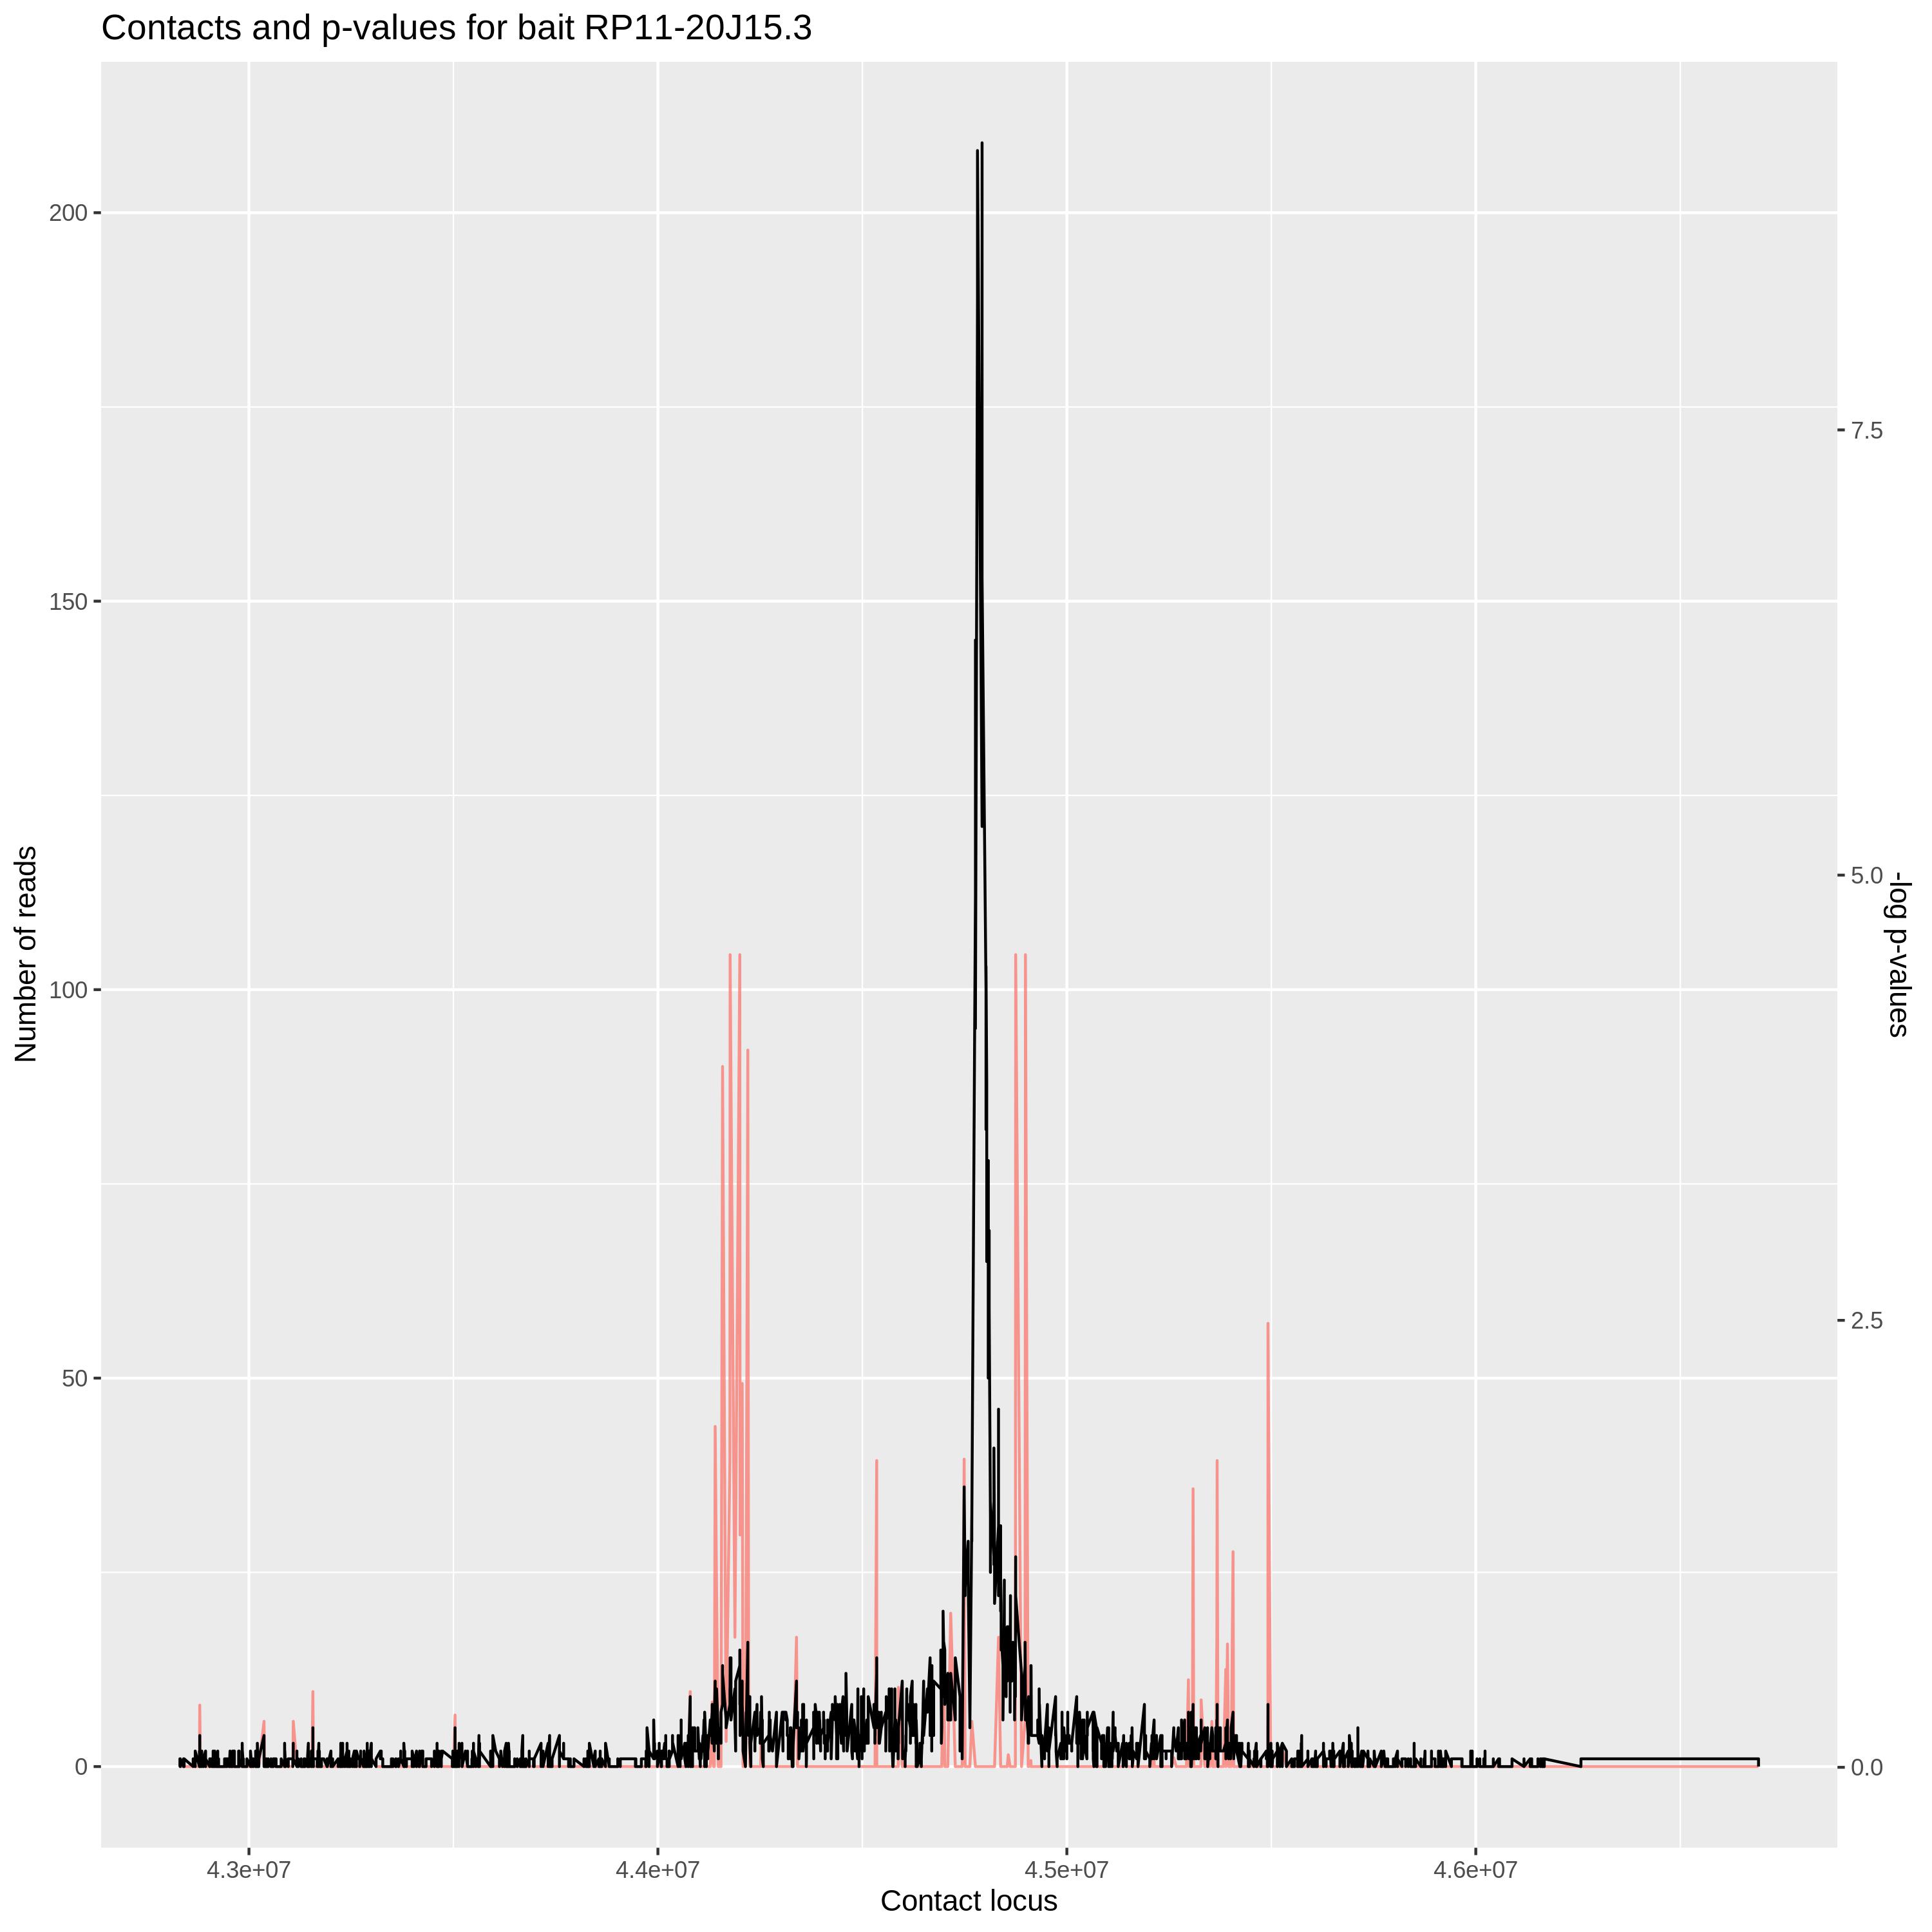 Contacts and p-values for bait RP11-20J15.3
200
150
100
50
0
Number of reads
7.5
5.0
2.5
0.0
-log p-values
4.3e+07
4.4e+07
4.5e+07
4.6e+07
Contact locus